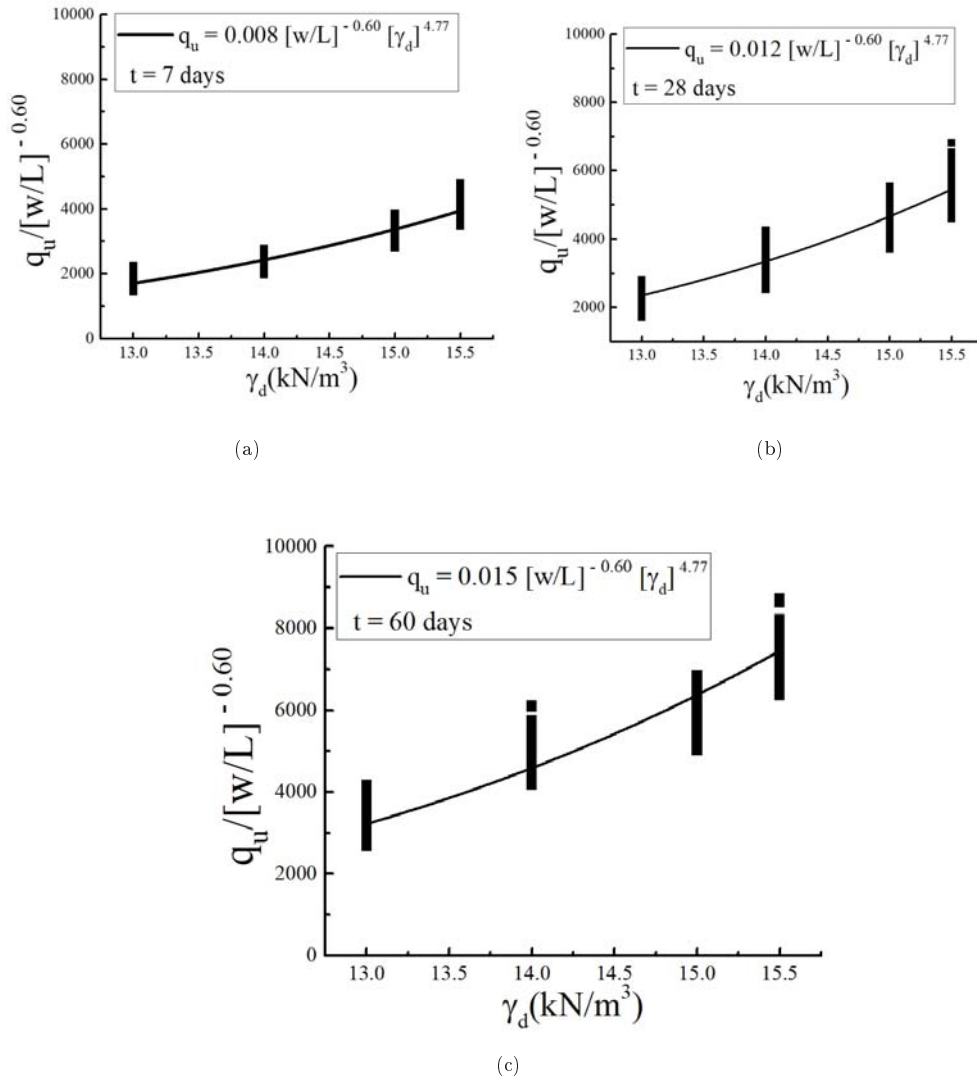 q_u = 0.008 [w/L]^{-0.60} [γ_d]^{4.77}
t = 7 days
10000
8000
6000
4000
2000
0
q_u/[w/L]^{-0.60}
13.0 14.0 14.5 15.0 15.5
γ_d(kN/m³)
(a)
q_u = 0.012 [w/L]^{-0.60} [γ_d]^{4.77}
t = 28 days
10000
8000
6000
4000
2000
q_u/[w/L]^{-0.60}
13.0 13.5 14.0 14.5 15.0 15.5
γ_d(kN/m³)
(b)
q_u = 0.015 [w/L]^{-0.60} [γ_d]^{4.77}
t = 60 days
10000
8000
6000
4000
2000
0
q_u/[w/L]^{-0.60}
13.0 13.5 14.0 14.5 15.0 15.5
γ_d(kN/m³)
(c)